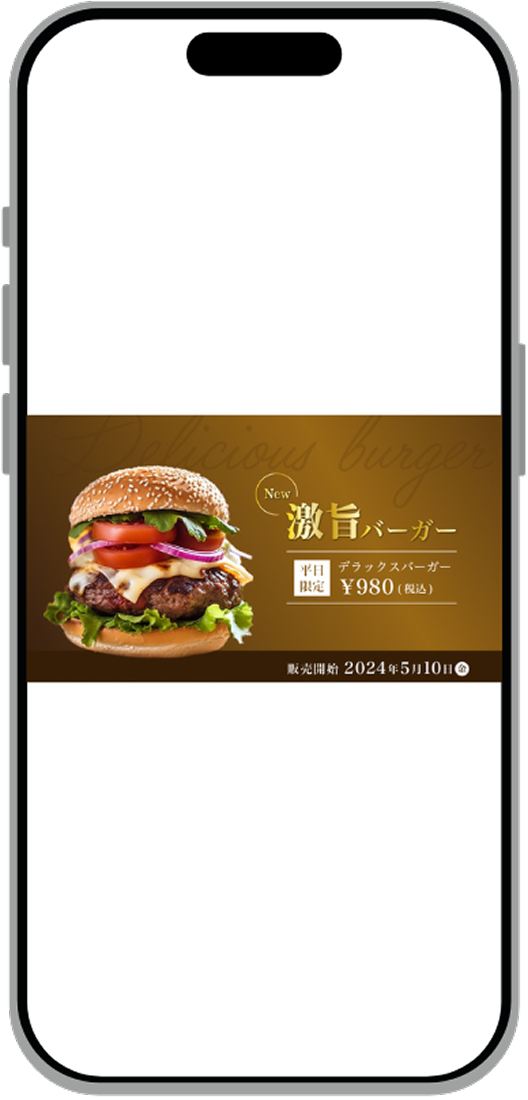 Delicious burger
New
激旨バーガー
平日
限定
デラックスバーガー
¥980(税込)
販売開始 2024年5月10日金